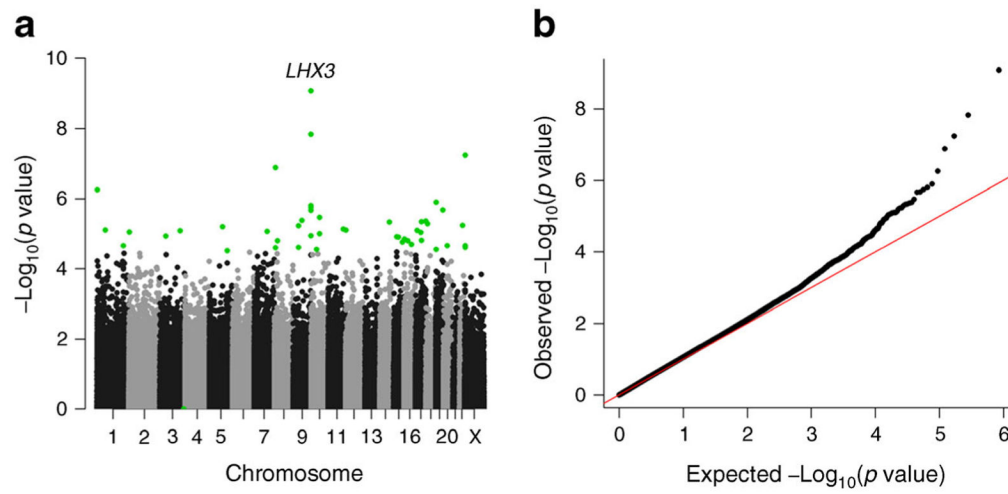 a
LHX3
−Log10(p value)
10
8
6
4
2
0
1 2 3 4 5 7 9 11 13 16 20 X
Chromosome
b
Observed −Log10(p value)
8
6
4
2
0
0 1 2 3 4 5 6
Expected −Log10(p value)